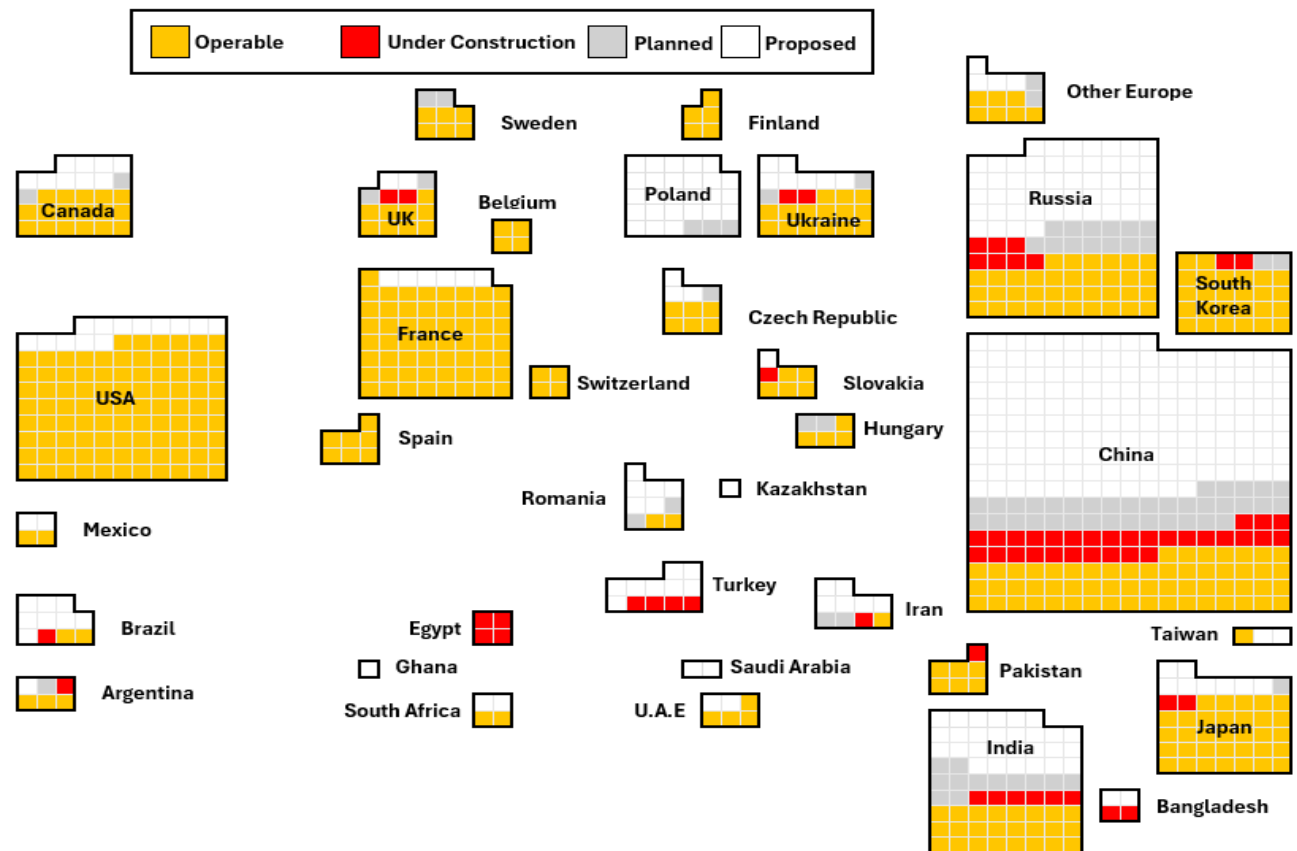 Operable
Under Construction
Planned
Proposed
Other Europe
Sweden
Finland
Canada
UK
Belgium
Poland
Ukraine
Russia
South
Korea
France
Czech Republic
USA
Switzerland
Slovakia
Spain
Hungary
China
Romania
Kazakhstan
Mexico
Turkey
Brazil
Egypt
Iran
Taiwan
Ghana
Saudi Arabia
Pakistan
Argentina
South Africa
U.A.E
Japan
India
Bangladesh